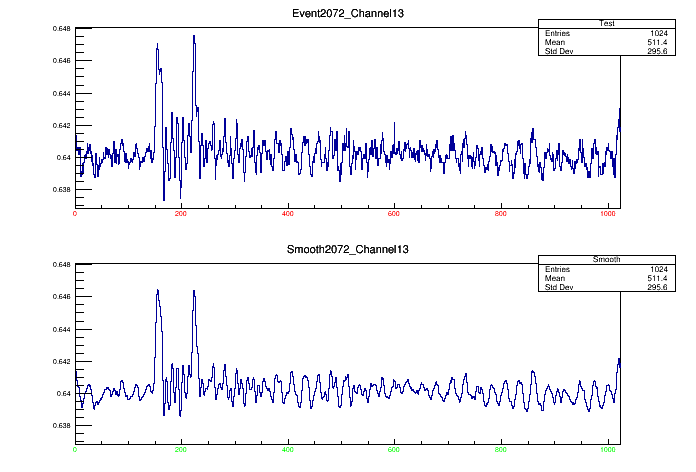 Event2072_Channel13
Test
Entries 1024
Mean 511.4
Std Dev 295.6
0.648
0.646
0.644
0.642
0.64
0.638
0 200 400 600 800 1000
Smooth2072_Channel13
Smooth
Entries 1024
Mean 511.4
Std Dev 295.6
0.648
0.646
0.644
0.642
0.64
0.638
0 200 400 600 800 1000